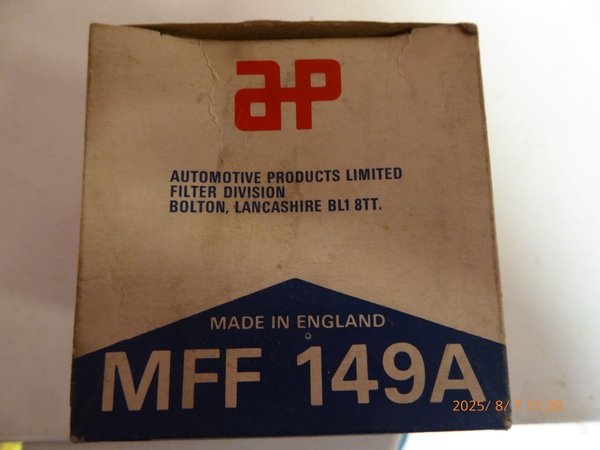 ap
AUTOMOTIVE PRODUCTS LIMITED
FILTER DIVISION
BOLTON, LANCASHIRE BL1 8TT.
MADE IN ENGLAND
MFF 149A
2025/ 8/ 7 11:20